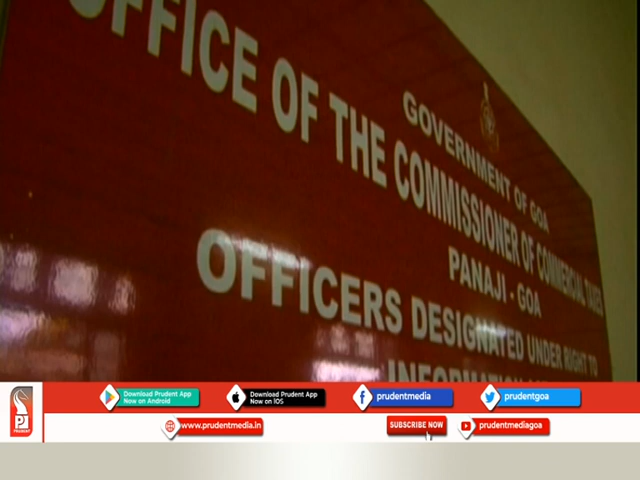 GOVERNMENT OF GOA
OFFICE OF THE COMMISSIONER OF COMMERCIAL TAXES
PANAJI - GOA
OFFICERS DESIGNATED UNDER RIGHT TO
INFORMATION
Download Prudent App
Now on Android
Download Prudent App
Now on iOS
prudentmedia
prudentgoa
www.prudentmedia.in
SUBSCRIBE NOW
prudentmediagoa